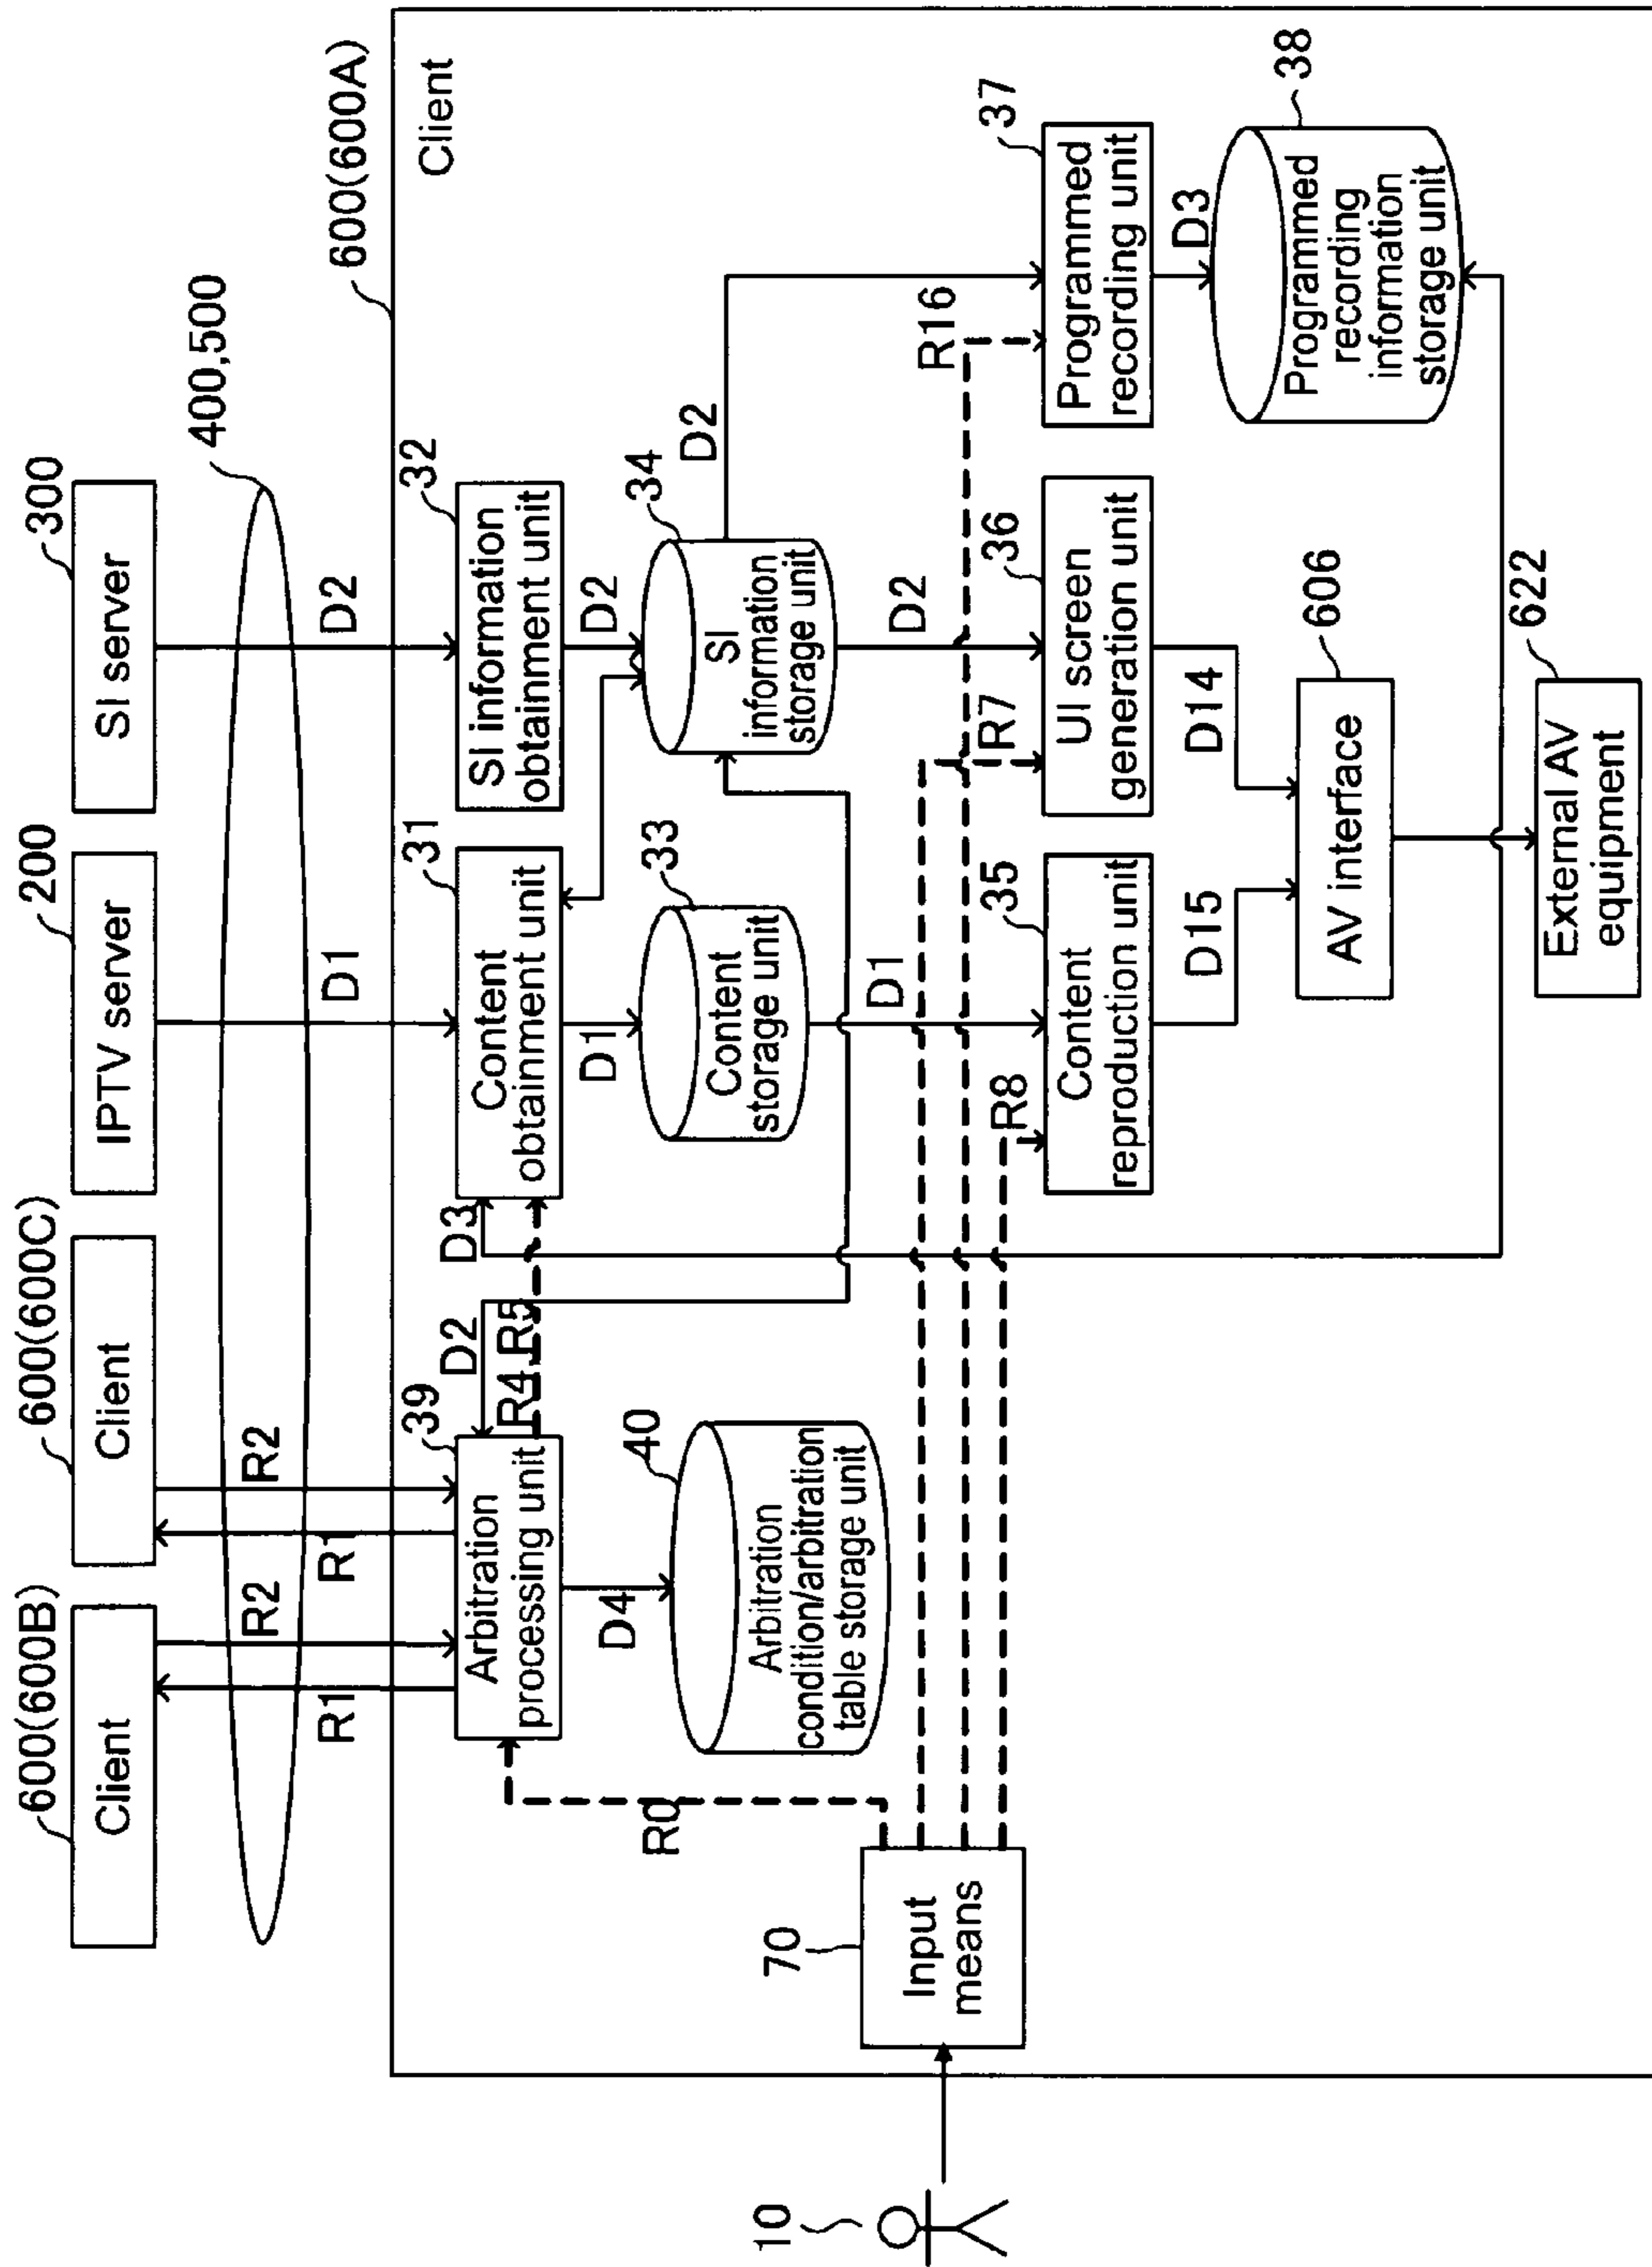 600(600B)
600(600C)
200
300
Client
Client
IPTV server
SI server
400,500
R1
R2
R1
R2
D1
D2
600(600A)
Client
39
31
32
Arbitration
processing unit
D2
R4,R5
D3
Content
obtainment unit
SI information
obtainment unit
R0
D4
D1
D2
40
33
34
Arbitration
condition/arbitration
table storage unit
Content
storage unit
SI
information
storage unit
D2
D1
D2
70
Input
means
10
R8
R7
R16
35
36
37
Content
reproduction unit
UI screen
generation unit
Programmed
recording unit
D15
D14
D3
38
Programmed
recording
information
storage unit
606
AV interface
622
External AV
equipment